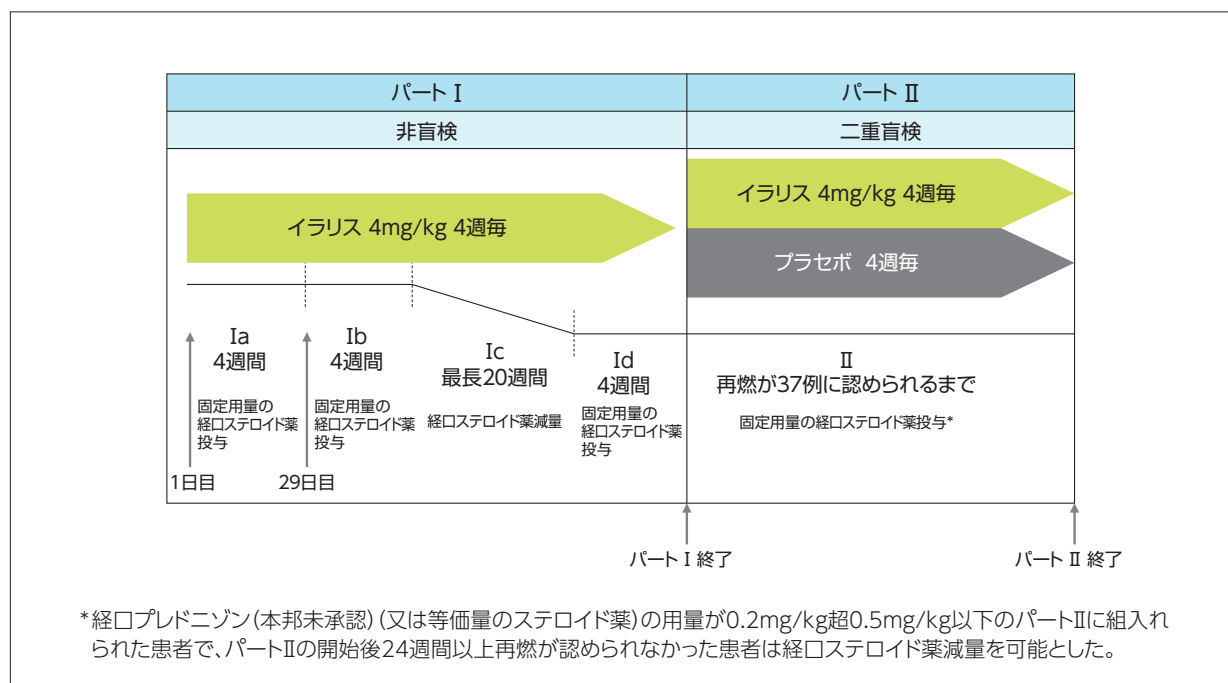 パート Ⅰ
パート Ⅱ
非盲検
二重盲検
イラリス 4mg/kg 4週毎
イラリス 4mg/kg 4週毎
プラセボ 4週毎
Ⅰa
4週間
固定用量の
経口ステロイド薬
投与
Ⅰb
4週間
固定用量の
経口ステロイド薬
投与
Ⅰc
最長20週間
経口ステロイド薬減量
Ⅰd
4週間
固定用量の
経口ステロイド薬
投与
Ⅱ
再燃が37例に認められるまで
固定用量の経口ステロイド薬投与*
1日目
29日目
パート Ⅰ 終了
パート Ⅱ 終了
*経口プレドニゾン(本邦未承認)(又は等価量のステロイド薬)の用量が0.2mg/kg超0.5mg/kg以下のパートⅡに組入れ
られた患者で、パートⅡの開始後24週間以上再燃が認められなかった患者は経口ステロイド薬減量を可能とした。